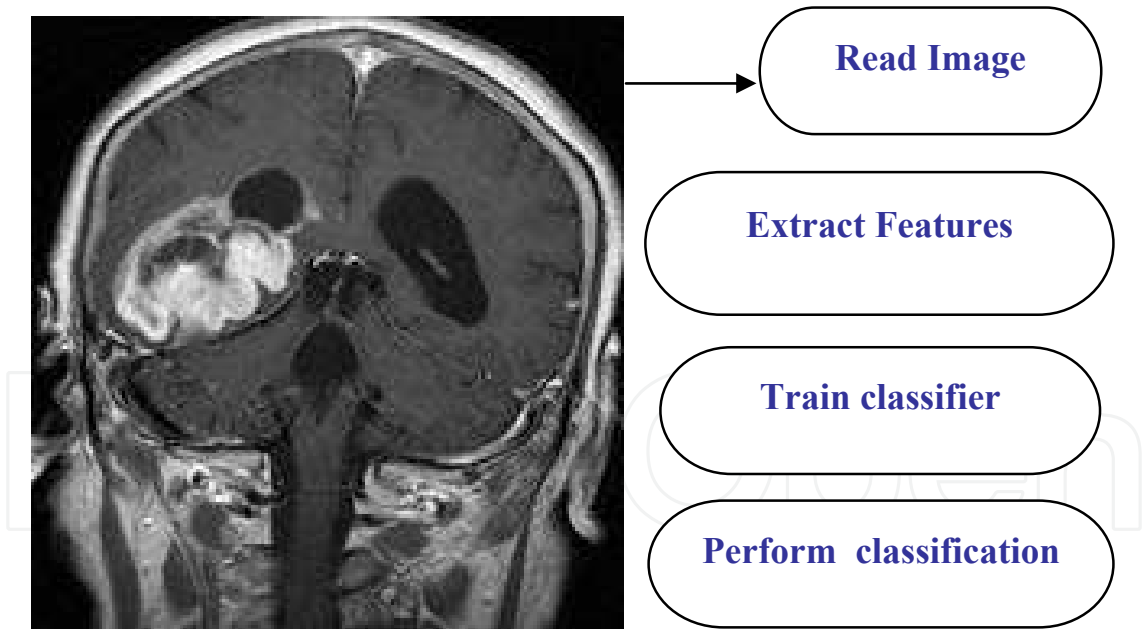 Read Image
Extract Features
Train classifier
Perform classification